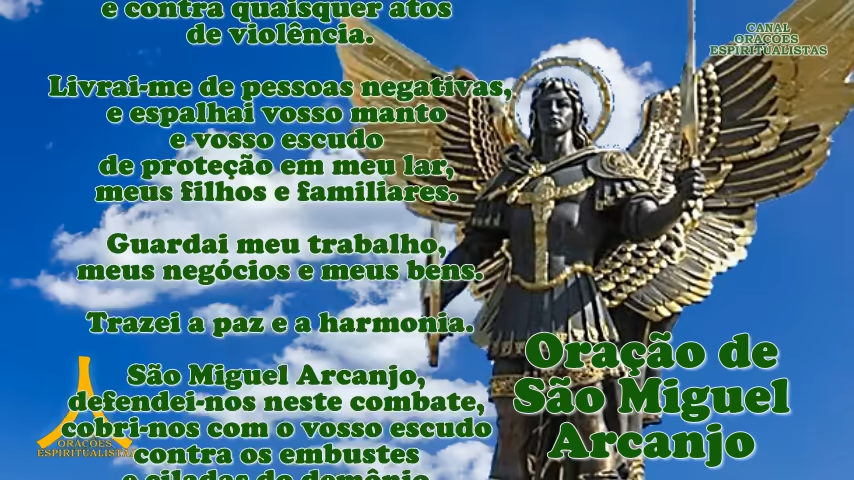 e contra quaisquer atos
de violência.
Livrai-me de pessoas negativas,
e espalhai vosso manto
e vosso escudo
de proteção em meu lar,
meus filhos e familiares.
Guardai meu trabalho,
meus negócios e meus bens.
Trazei a paz e a harmonia.
São Miguel Arcanjo,
defendei-nos neste combate,
cobri-nos com o vosso escudo
contra os embustes
e ciladas do demônio.
Oração de
São Miguel
Arcanjo
CANAL
ORAÇÕES
ESPIRITUALISTAS
ORAÇÕES
ESPIRITUALISTAS